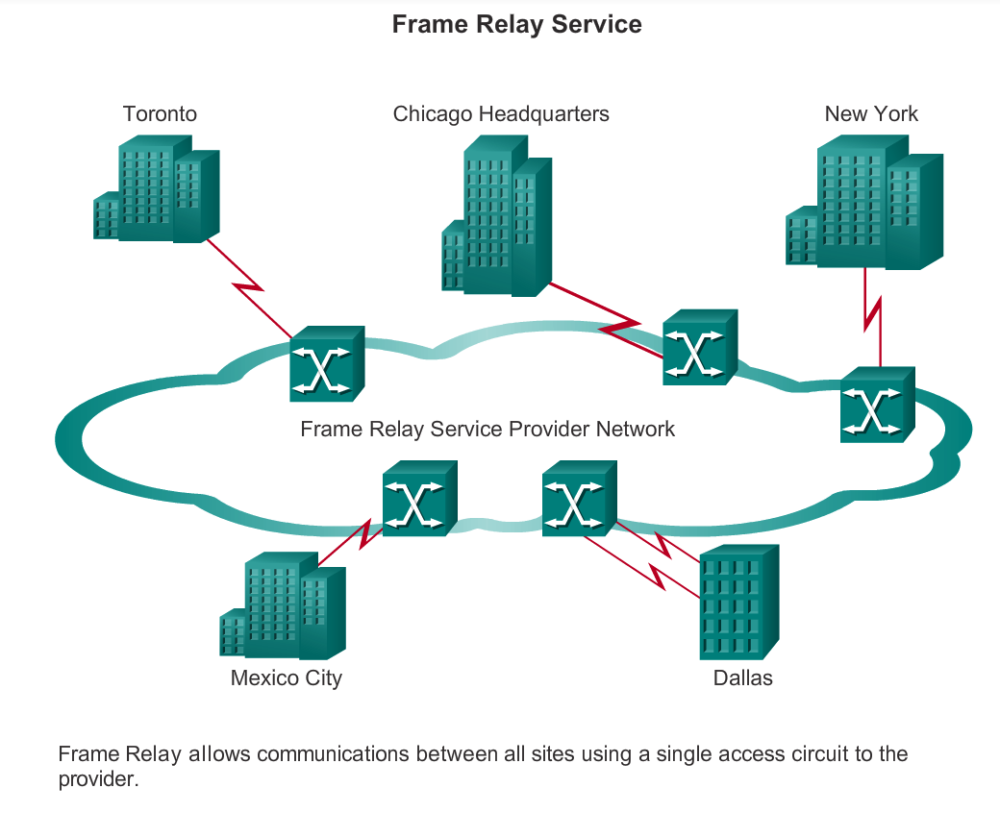 Frame Relay Service
Toronto
Chicago Headquarters
New York
Frame Relay Service Provider Network
Mexico City
Dallas
Frame Relay allows communications between all sites using a single access circuit to the
provider.